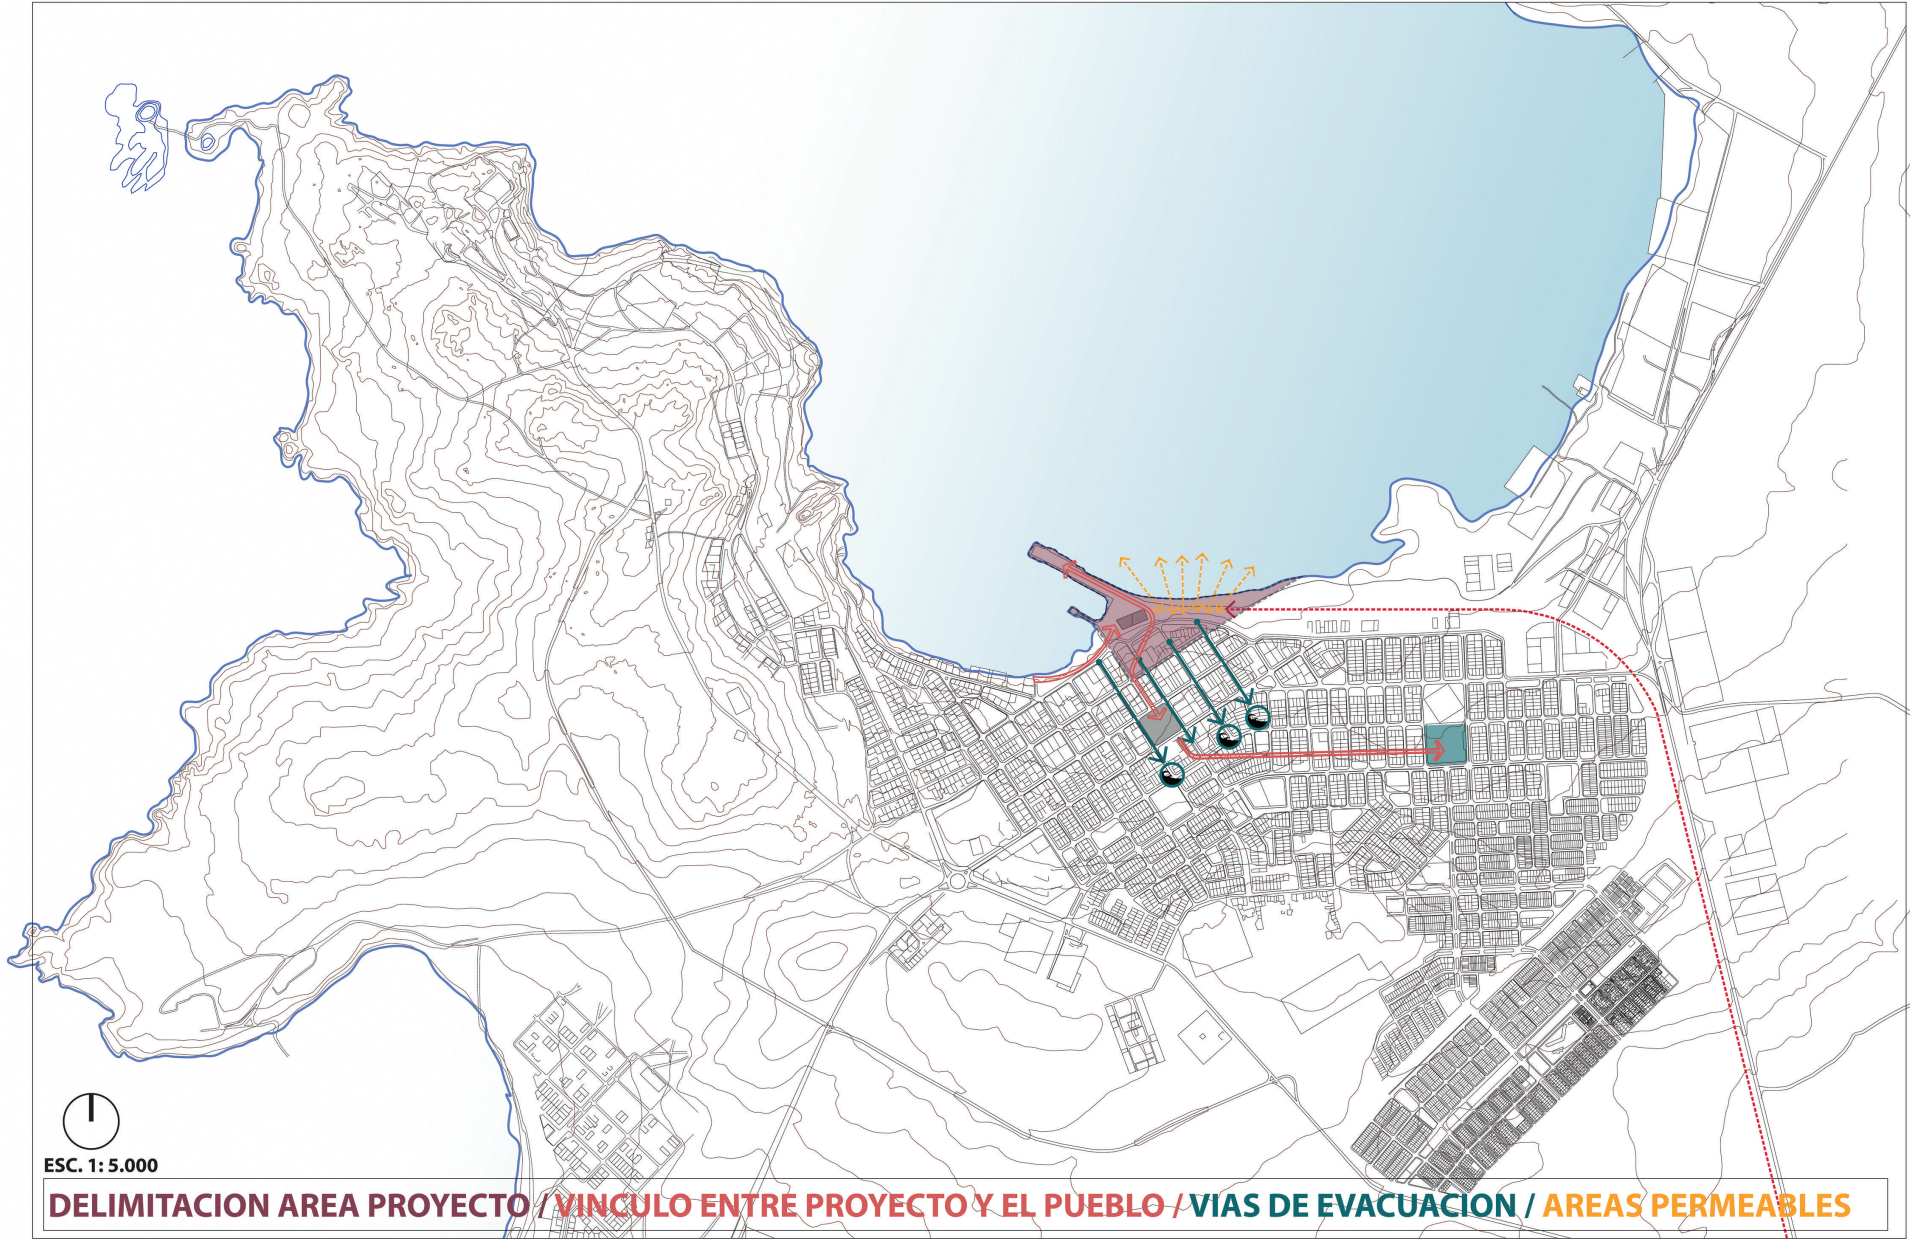 ESC. 1: 5.000
DELIMITACION AREA PROYECTO / VINCULO ENTRE PROYECTO Y EL PUEBLO / VIAS DE EVACUACION / AREAS PERMEABLES